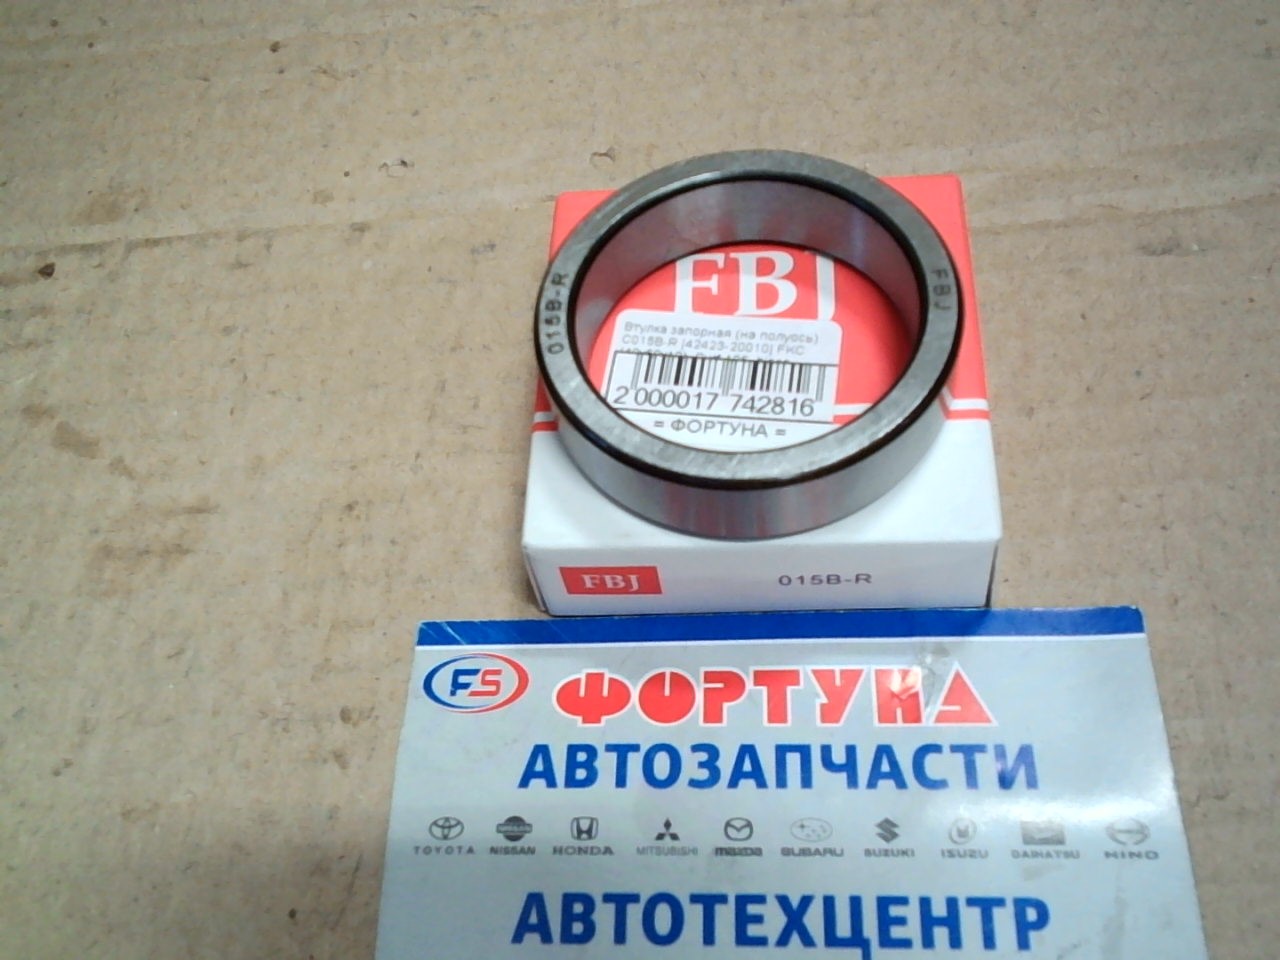 015B-R
FBJ
FBJ
Втулка запорная (на полуось)
C015B-R [42423-20010] FKC
2 000017 742816
= ФОРТУНА =
FBJ
015B-R
FS
ФОРТУНА
АВТОЗАПЧАСТИ
TOYOTA NISSAN HONDA MITSUBISHI mazda SUBARU SUZUKI ISUZU DAIHATSU HINO
АВТОТЕХЦЕНТР